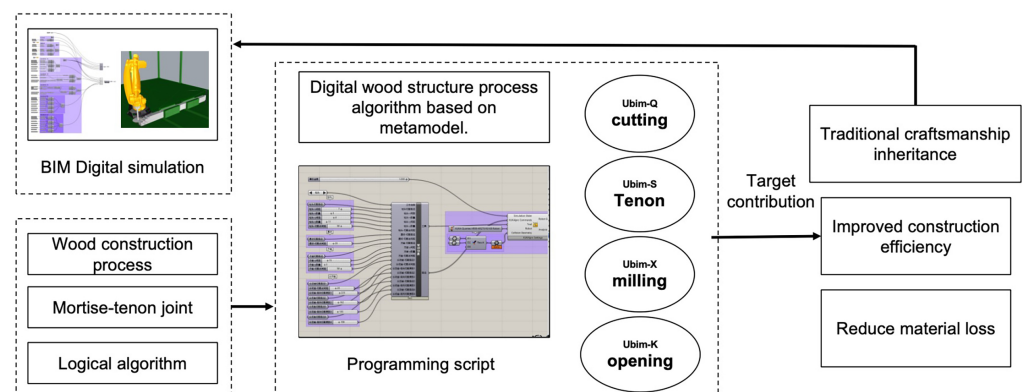 BIM Digital simulation
Wood construction
process
Mortise-tenon joint
Logical algorithm
Digital wood structure process
algorithm based on
metamodel.
Programming script
Ubim-Q
cutting
Ubim-S
Tenon
Ubim-X
milling
Ubim-K
opening
Target
contribution
Traditional craftsmanship
inheritance
Improved construction
efficiency
Reduce material loss